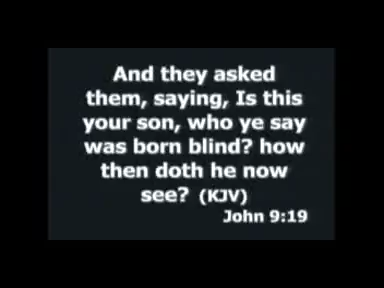 And they asked
them, saying, Is this
your son, who ye say
was born blind? how
then doth he now
see? (KJV)
John 9:19